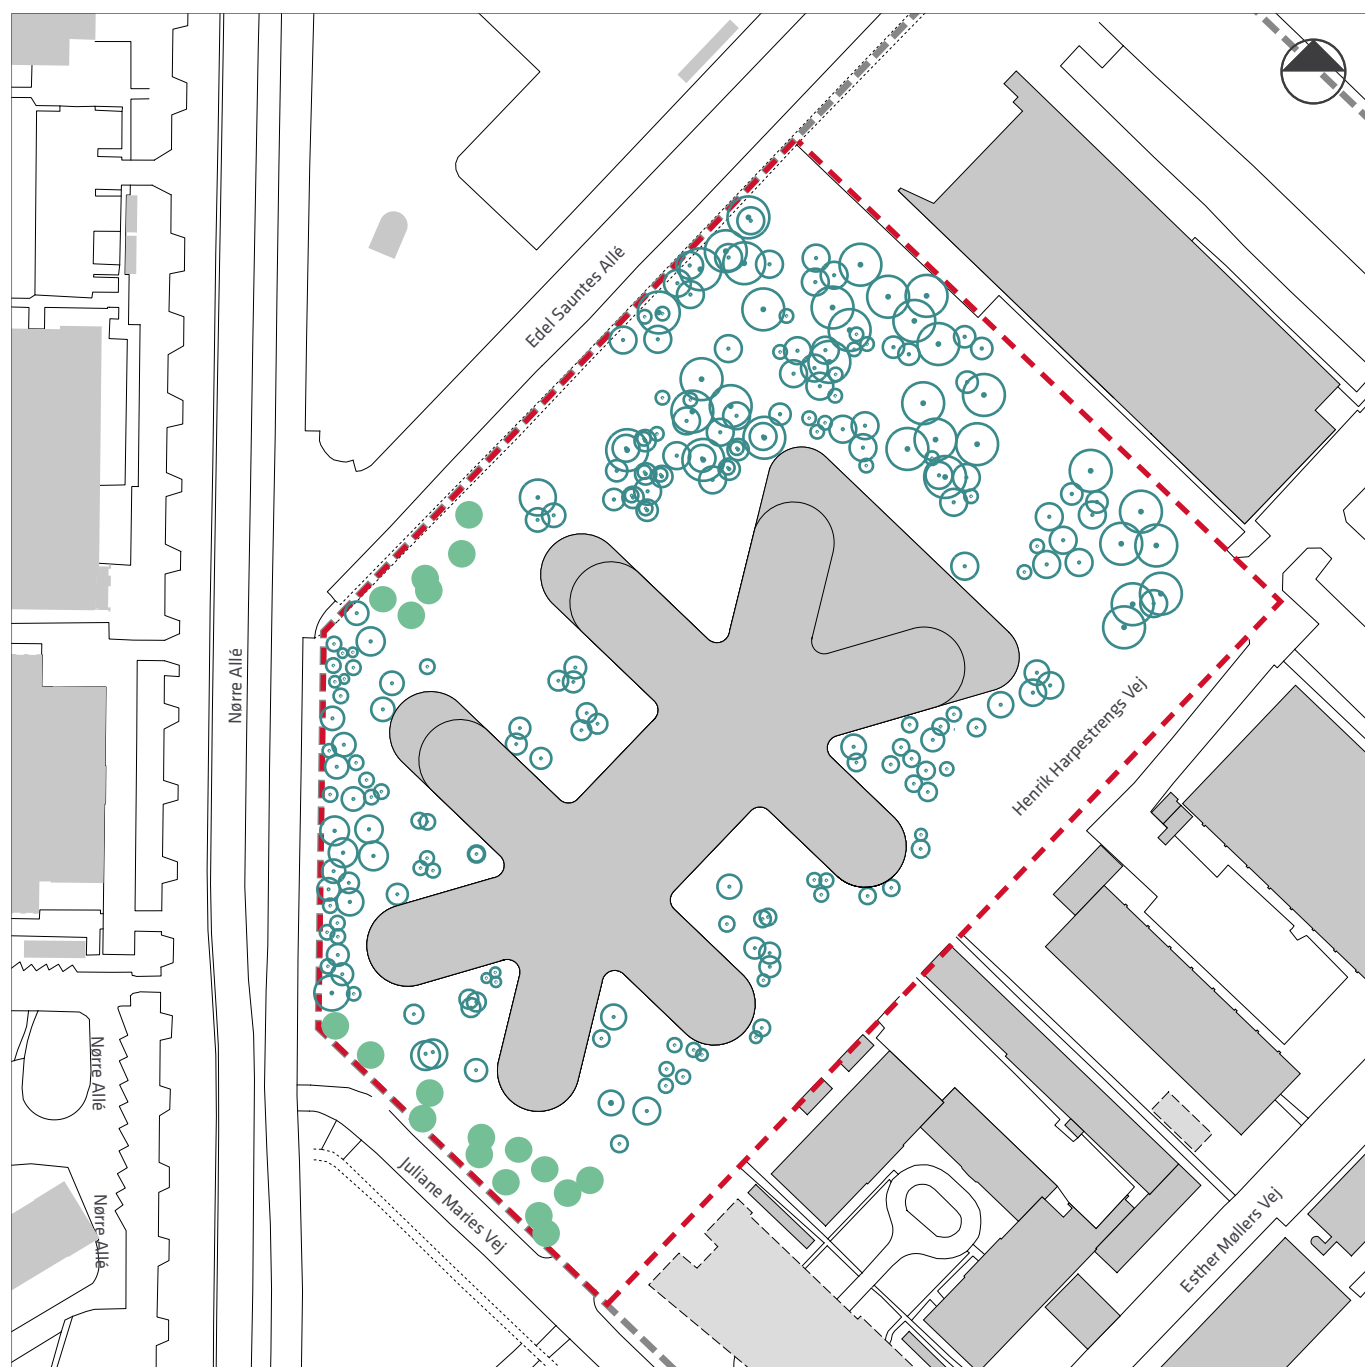 Edel Sauntes Allé
Nørre Allé
Henrik Harpestrengs Vej
Nørre Allé
Juliane Maries Vej
Nørre Allé
Esther Møllers Vej